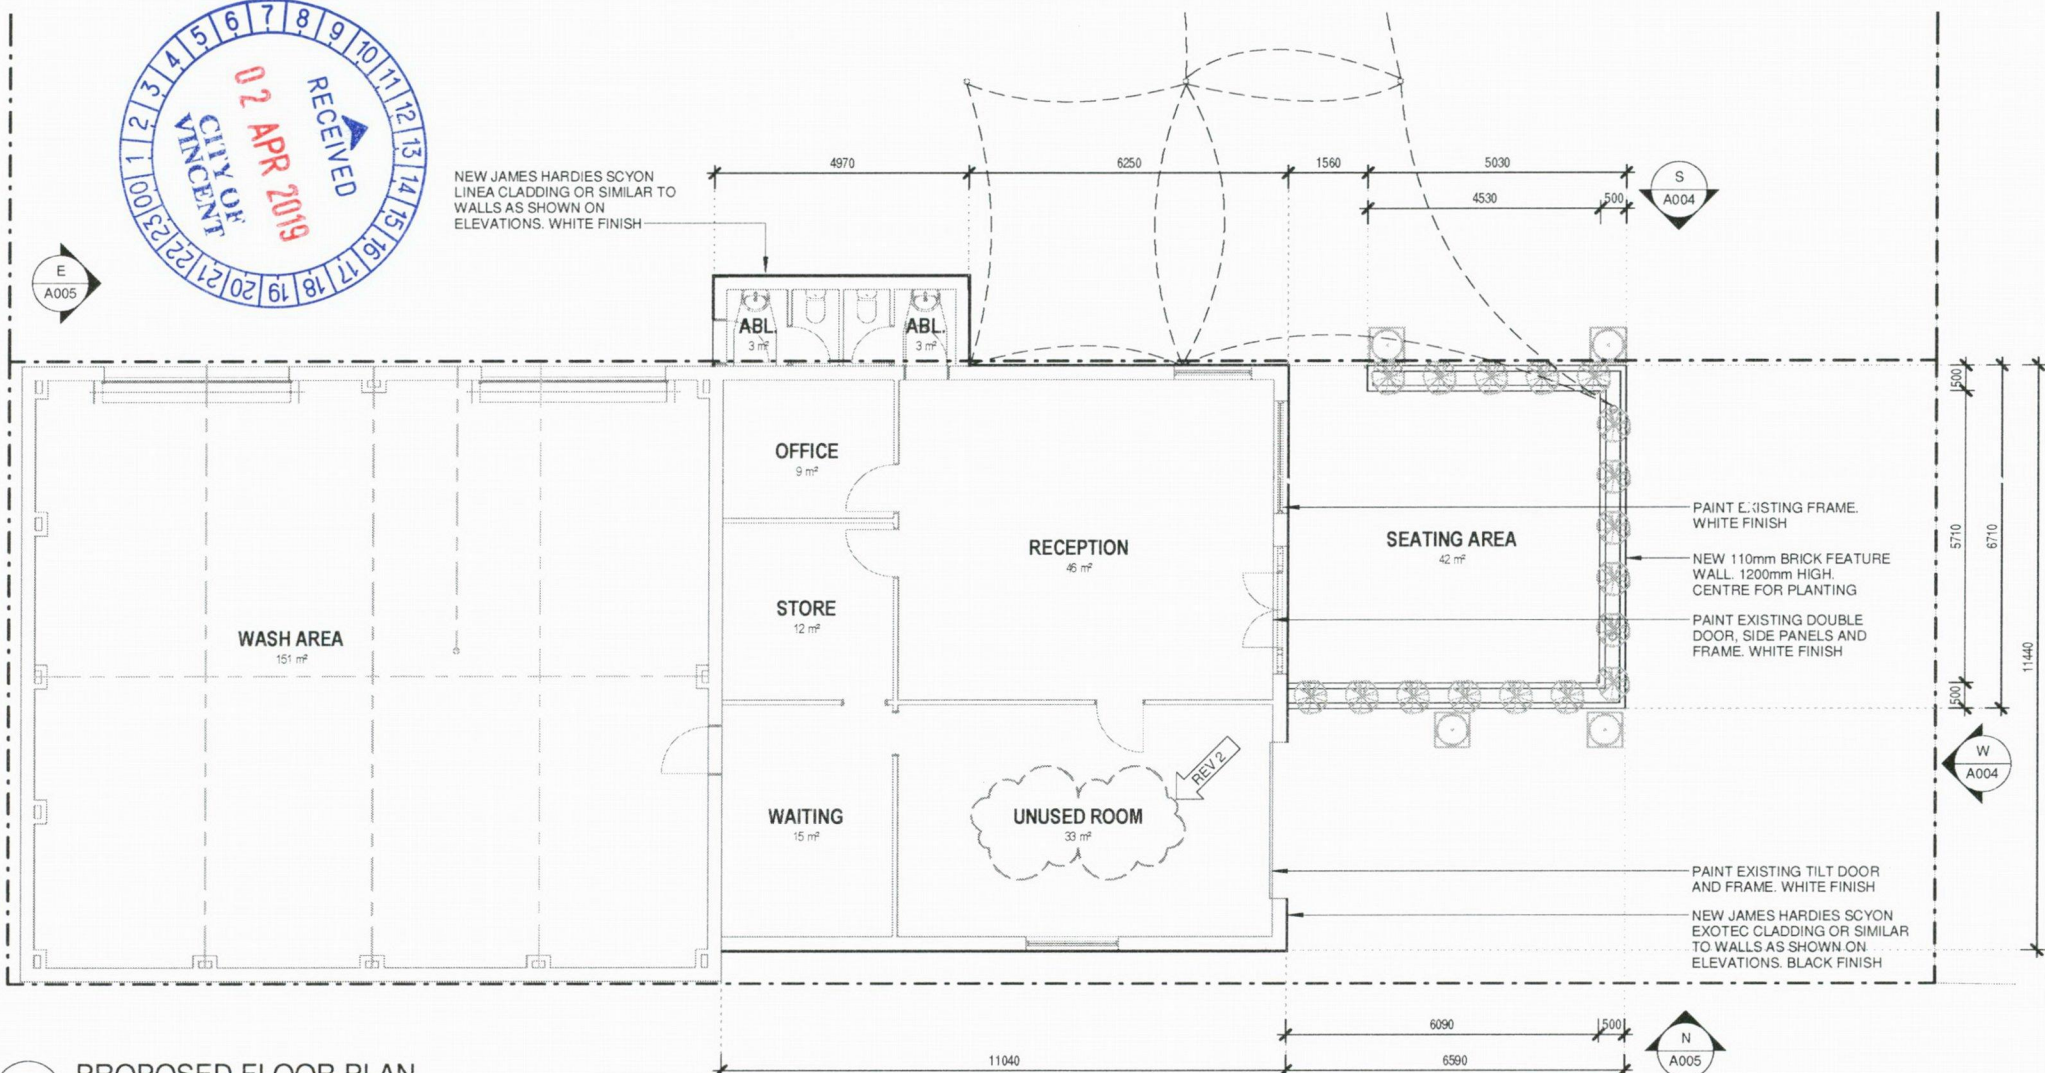 00 1 2 3 4 5 6 7 8 9 10 11 12 13 14 15 16 17 18 19 20 21 22 23
RECEIVED
02 APR 2019
CITY OF
VINCENT
NEW JAMES HARDIES SCYON
LINEA CLADDING OR SIMILAR TO
WALLS AS SHOWN ON
ELEVATIONS. WHITE FINISH
4970
6250
1560
5030
4530
500
S
A004
E
A005
ABL.
3 m²
ABL.
3 m²
OFFICE
9 m²
RECEPTION
46 m²
SEATING AREA
42 m²
STORE
12 m²
WASH AREA
151 m²
WAITING
15 m²
UNUSED ROOM
33 m²
REV 2
PAINT EXISTING FRAME.
WHITE FINISH
NEW 110mm BRICK FEATURE
WALL. 1200mm HIGH.
CENTRE FOR PLANTING
PAINT EXISTING DOUBLE
DOOR, SIDE PANELS AND
FRAME. WHITE FINISH
500
5710
6710
500
11440
W
A004
PAINT EXISTING TILT DOOR
AND FRAME. WHITE FINISH
NEW JAMES HARDIES SCYON
EXOTEC CLADDING OR SIMILAR
TO WALLS AS SHOWN ON
ELEVATIONS. BLACK FINISH
6090
500
N
A005
11040
6590
PROPOSED FLOOR PLAN